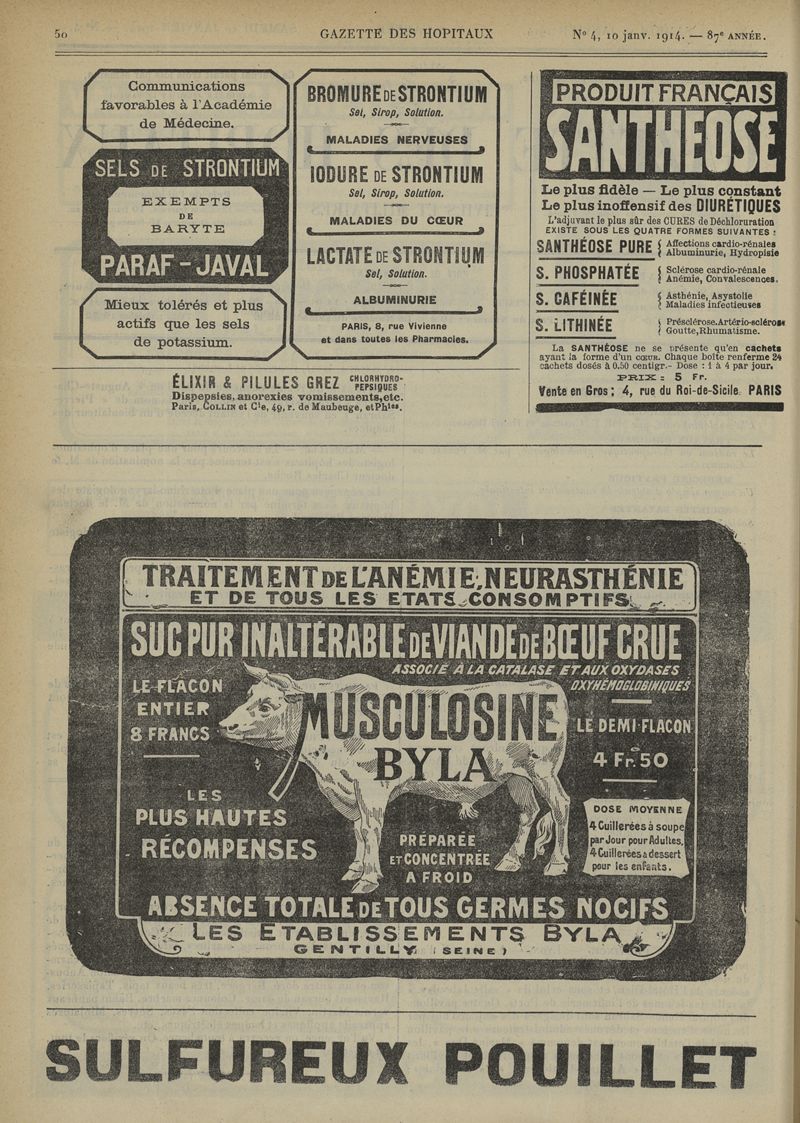 50
GAZETTE DES HOPITAUX
N° 4, 10 janv. 1914. — 87e ANNÉE.
Communications
favorables à l'Académie
de Médecine.
SELS DE STRONTIUM
EXEMPTS
DE
BARYTE
PARAF-JAVAL
Mieux tolérés et plus
actifs que les sels
de potassium.
BROMURE DE STRONTIUM
Sel, Sirop, Solution.
MALADIES NERVEUSES
IODURE DE STRONTIUM
Sel, Sirop, Solution.
MALADIES DU CŒUR
LACTATE DE STRONTIUM
Sel, Solution.
ALBUMINURIE
PARIS, 8, rue Vivienne
et dans toutes les Pharmacies.
ÉLIXIR & PILULES GREZ CHLORHYDRO-
PEPSIQUES
Dispepsies, anorexies vomissements, etc.
Paris, COLLIN et Cie, 49, r. de Maubeuge, et Phies.
PRODUIT FRANÇAIS
SANTHEOSE
Le plus fidèle — Le plus constant
Le plus inoffensif des DIURÉTIQUES
L'adjuvant le plus sûr des CURES de Déchloruration
EXISTE SOUS LES QUATRE FORMES SUIVANTES :
SANTHÉOSE PURE { Affections cardio-rénales
Albuminurie, Hydropisie
S. PHOSPHATÉE { Sclérose cardio-rénale
Anémie, Convalescences.
S. CAFÉINÉE { Asthénie, Asystolie
Maladies infectieuses
S. LITHINÉE { Présclérose. Artério-sclérose
Goutte, Rhumatisme.
La SANTHÉOSE ne se présente qu'en cachets
ayant la forme d'un cœur. Chaque boîte renferme 24
cachets dosés à 0.50 centigr. - Dose : 1 à 4 par jour.
PRIX : 5 Fr.
Vente en Gros : 4, rue du Roi-de-Sicile. PARIS
TRAITEMENT DE L'ANÉMIE, NEURASTHÉNIE
ET DE TOUS LES ETATS CONSOMPTIFS
SUC PUR INALTÉRABLE DE VIANDE DE BŒUF CRUE
ASSOCIÉ A LA CATALASE ET AUX OXYDASES
OXYHÉMOGLOBINIQUES
LE FLACON
ENTIER
8 FRANCS
MUSCULOSINE
BYLA
LE DEMI-FLACON
4 Fr. 50
LES
PLUS HAUTES
RÉCOMPENSES
PRÉPARÉE
ET CONCENTRÉE
A FROID
DOSE MOYENNE
4 Cuillerées à soupe
par Jour pour Adultes.
4 Cuillerées à dessert
pour les enfants.
ABSENCE TOTALE DE TOUS GERMES NOCIFS
LES ETABLISSEMENTS BYLA
GENTILLY (SEINE)
SULFUREUX POUILLET